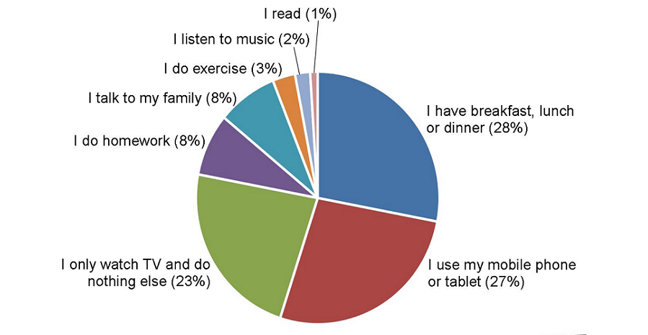 I read (1%)
I listen to music (2%)
I do exercise (3%)
I talk to my family (8%)
I do homework (8%)
I have breakfast, lunch
or dinner (28%)
I only watch TV and do
nothing else (23%)
I use my mobile phone
or tablet (27%)